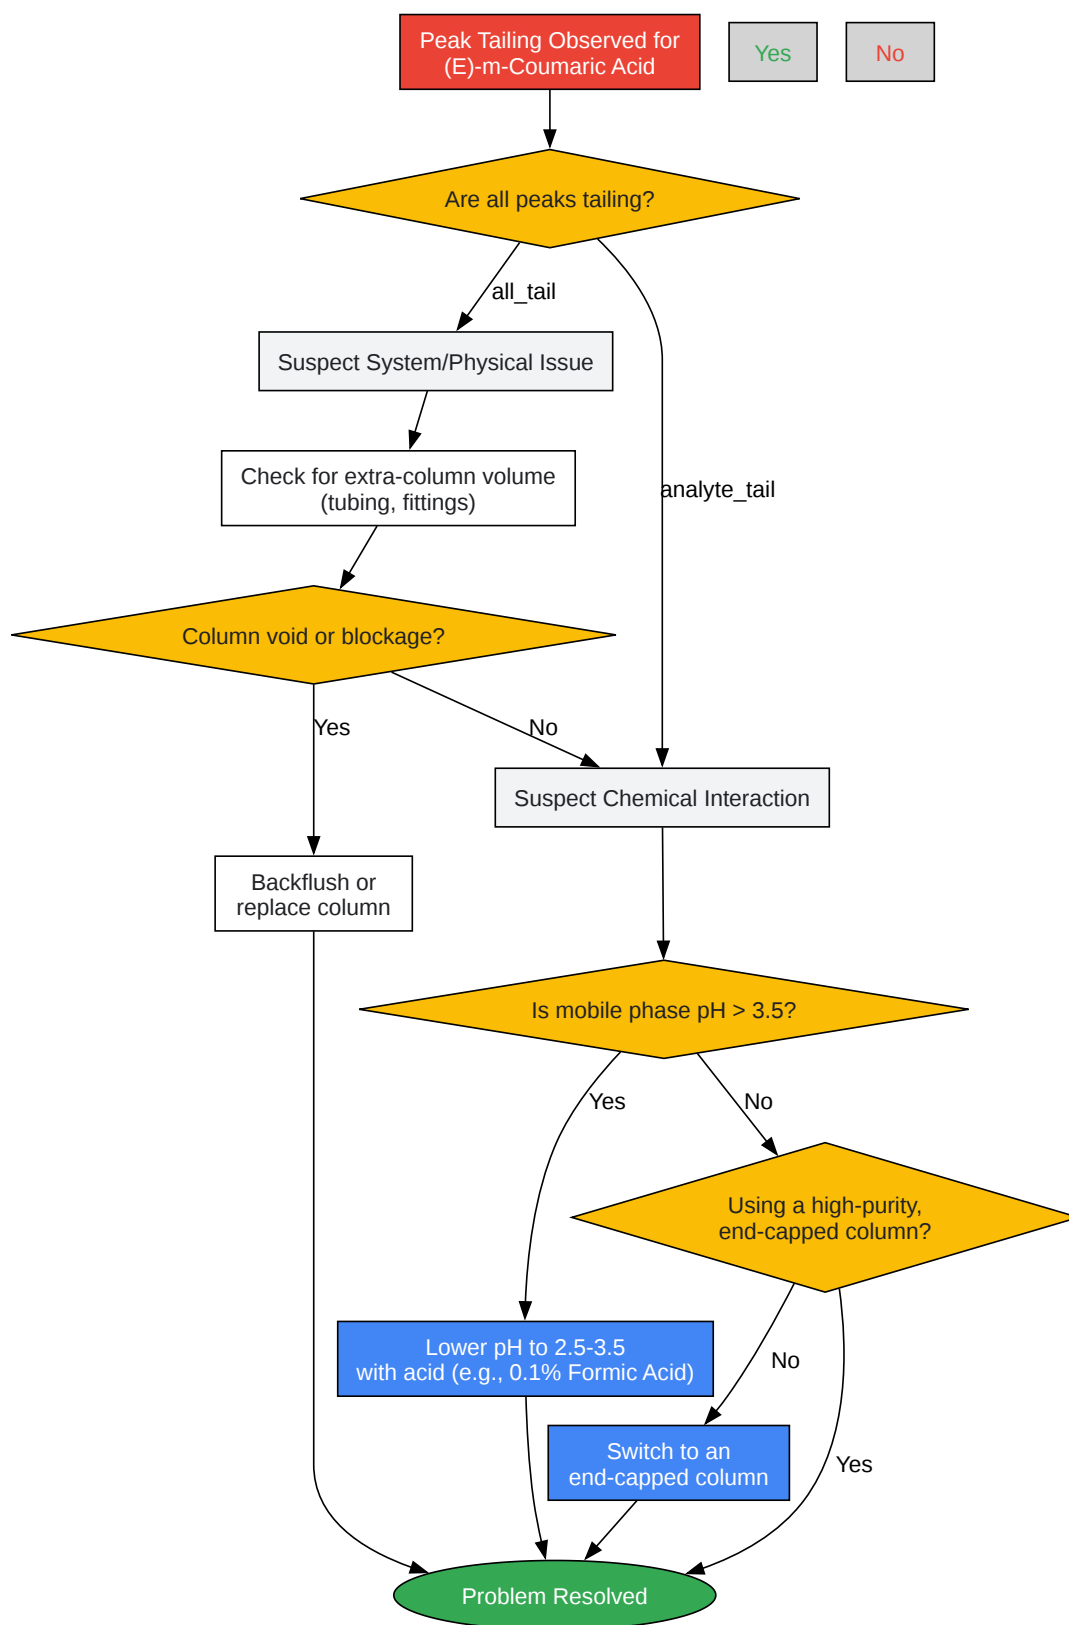 Peak Tailing Observed for
(E)-m-Coumaric Acid
Yes
No
Are all peaks tailing?
all_tail
Suspect System/Physical Issue
Check for extra-column volume
(tubing, fittings)
analyte_tail
Column void or blockage?
Yes
No
Suspect Chemical Interaction
Backflush or
replace column
Is mobile phase pH > 3.5?
Yes
No
Using a high-purity,
end-capped column?
Lower pH to 2.5-3.5
with acid (e.g., 0.1% Formic Acid)
No
Switch to an
end-capped column
Yes
Problem Resolved